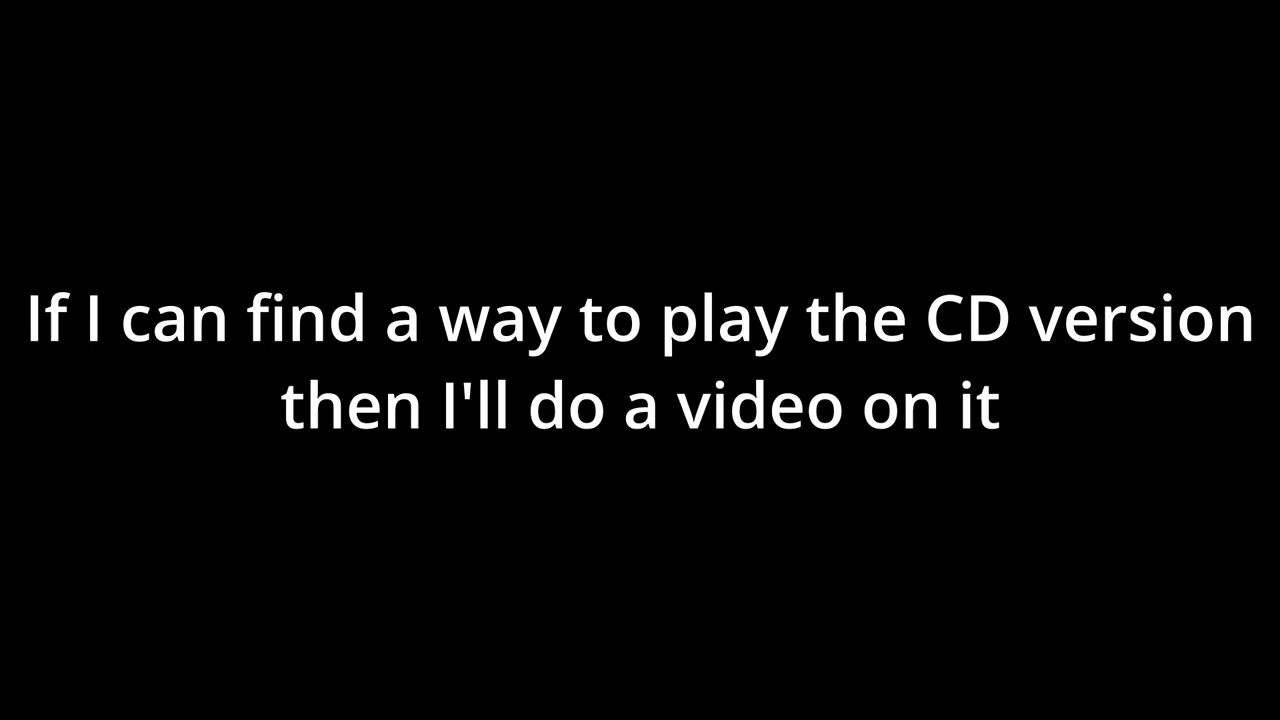 If I can find a way to play the CD version
then I'll do a video on it